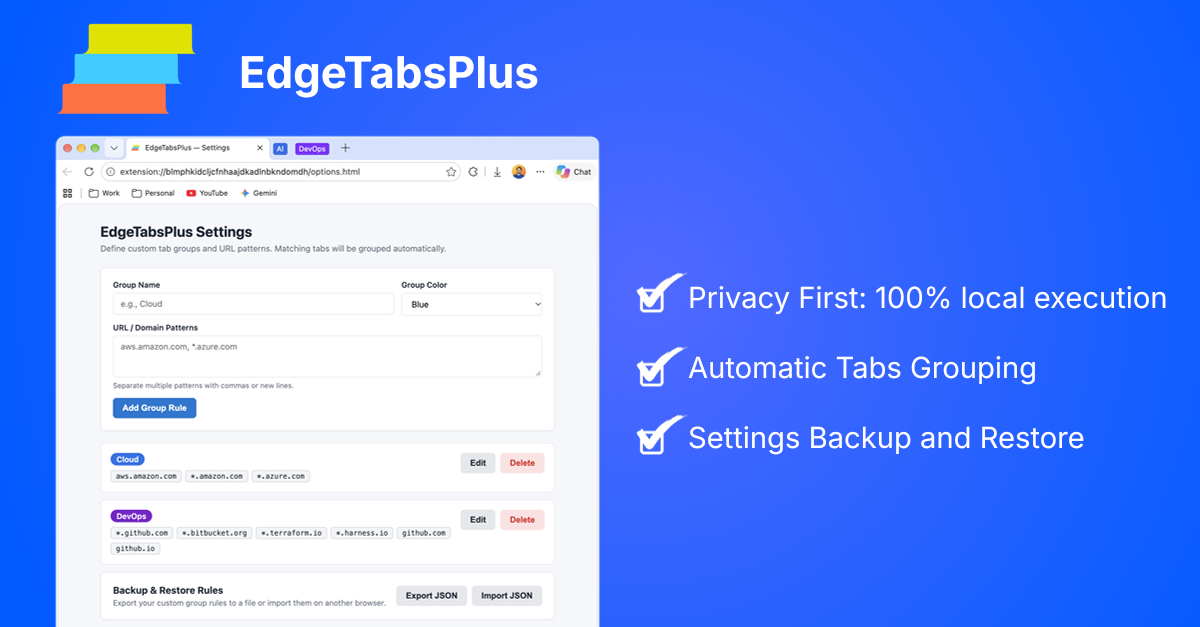 EdgeTabsPlus
EdgeTabsPlus — Settings
AI
DevOps
extension://blmphkidcljcfnhaajdkadlnbkndomdh/options.html
Chat
Work
Personal
YouTube
Gemini
EdgeTabsPlus Settings
Define custom tab groups and URL patterns. Matching tabs will be grouped automatically.
Group Name
Group Color
e.g., Cloud
Blue
URL / Domain Patterns
aws.amazon.com, *.azure.com
Separate multiple patterns with commas or new lines.
Add Group Rule
Cloud
Edit
Delete
aws.amazon.com
*.amazon.com
*.azure.com
DevOps
Edit
Delete
*.github.com
*.bitbucket.org
*.terraform.io
*.harness.io
github.com
github.io
Backup & Restore Rules
Export your custom group rules to a file or import them on another browser.
Export JSON
Import JSON
Privacy First: 100% local execution
Automatic Tabs Grouping
Settings Backup and Restore